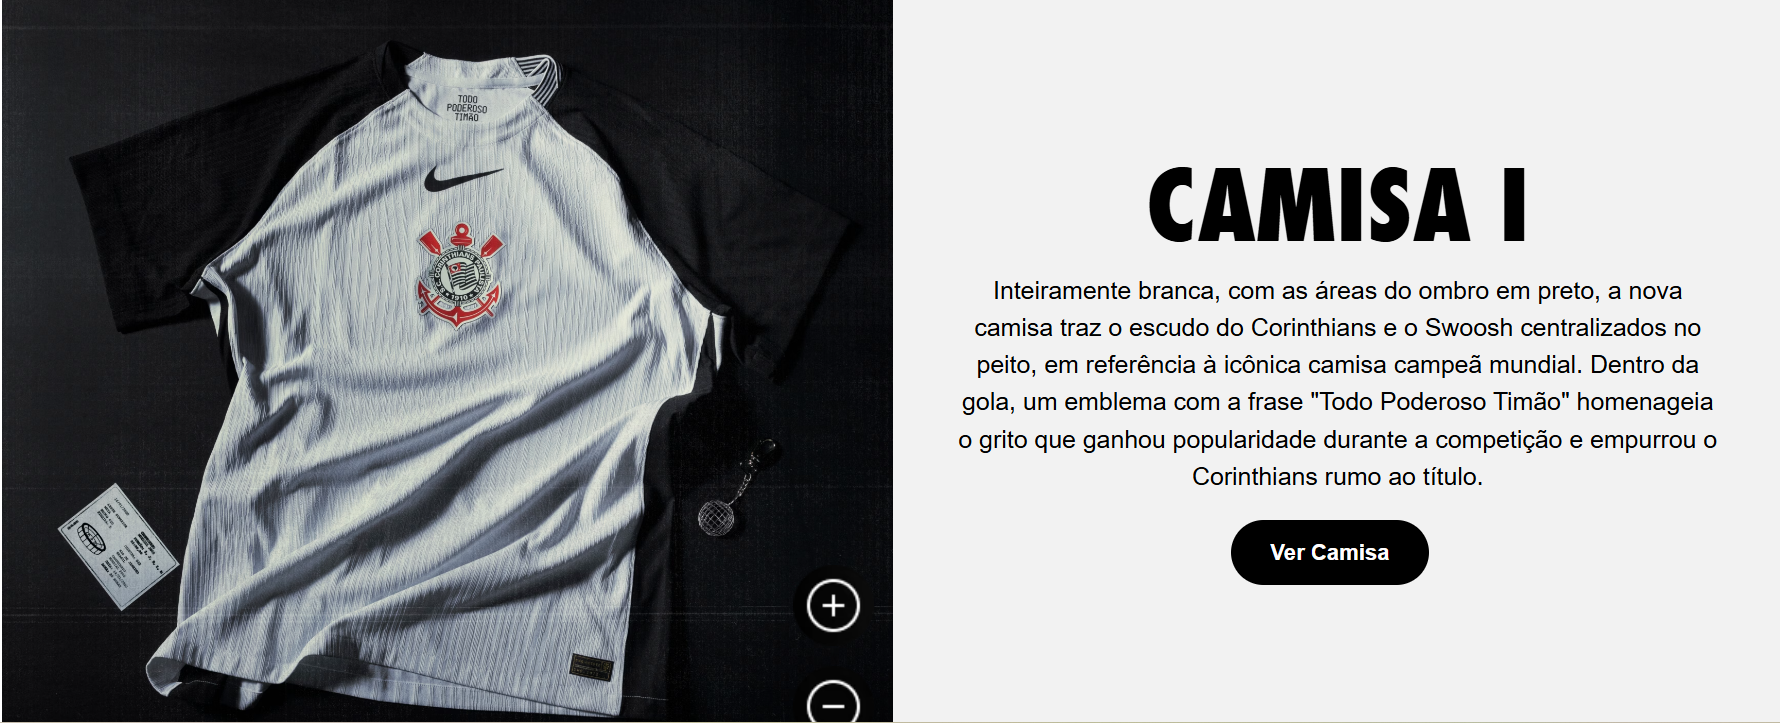 TODO
PODEROSO
TIMÃO
CORINTHIANS PAULISTA
S.C.
1910
CAMISA I
Inteiramente branca, com as áreas do ombro em preto, a nova
camisa traz o escudo do Corinthians e o Swoosh centralizados no
peito, em referência à icônica camisa campeã mundial. Dentro da
gola, um emblema com a frase "Todo Poderoso Timão" homenageia
o grito que ganhou popularidade durante a competição e empurrou o
Corinthians rumo ao título.
Ver Camisa